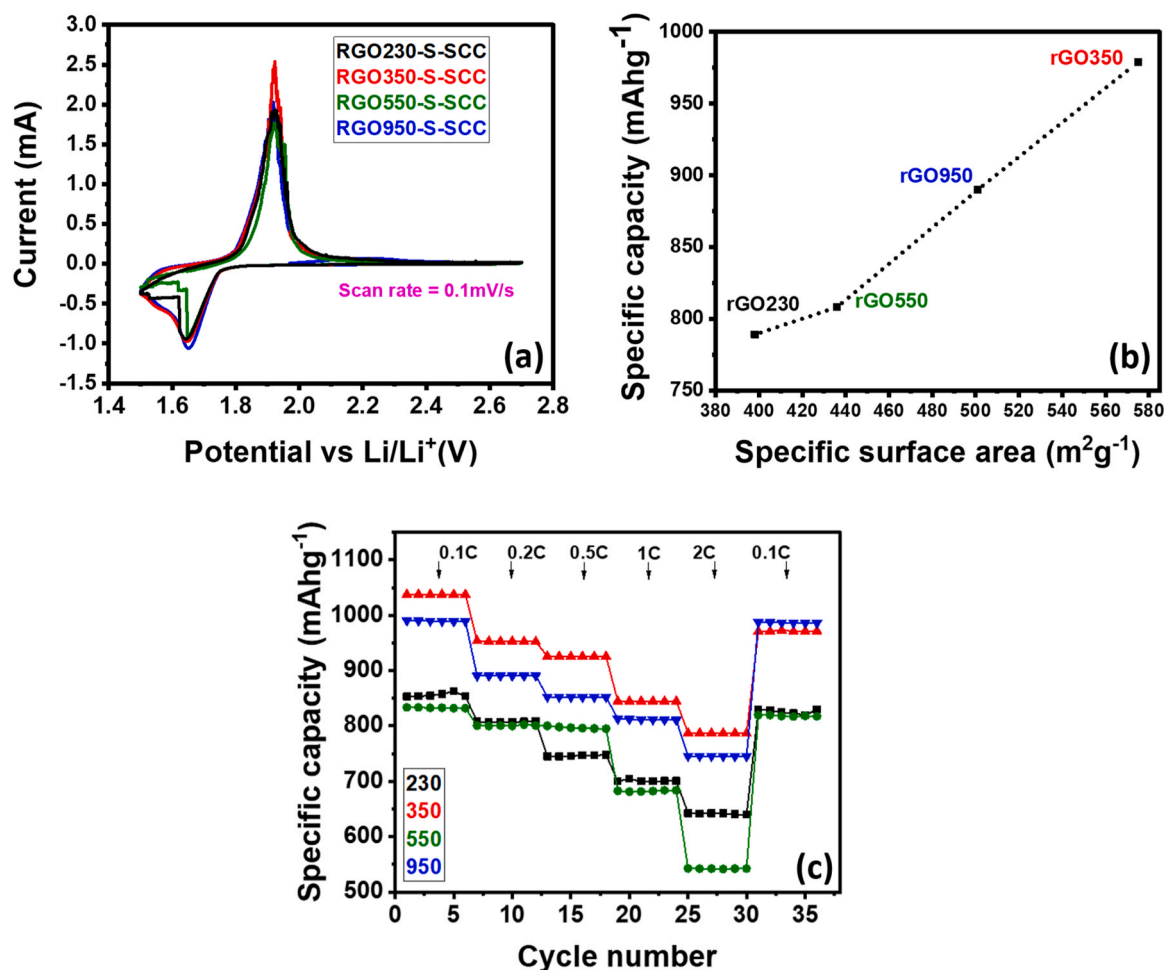 3.0
2.5
2.0
1.5
1.0
0.5
0.0
-0.5
-1.0
-1.5
Current (mA)
RGO230-S-SCC
RGO350-S-SCC
RGO550-S-SCC
RGO950-S-SCC
Scan rate = 0.1mV/s
(a)
1.4 1.6 1.8 2.0 2.2 2.4 2.6 2.8
Potential vs Li/Li⁺(V)
1000
950
900
850
800
750
Specific capacity (mAhg⁻¹)
rGO350
rGO950
rGO230
rGO550
(b)
380 400 420 440 460 480 500 520 540 560 580
Specific surface area (m²g⁻¹)
1100
1000
900
800
700
600
500
Specific capacity (mAhg⁻¹)
0.1C 0.2C 0.5C 1C 2C 0.1C
230
350
550
950
(c)
0 5 10 15 20 25 30 35
Cycle number